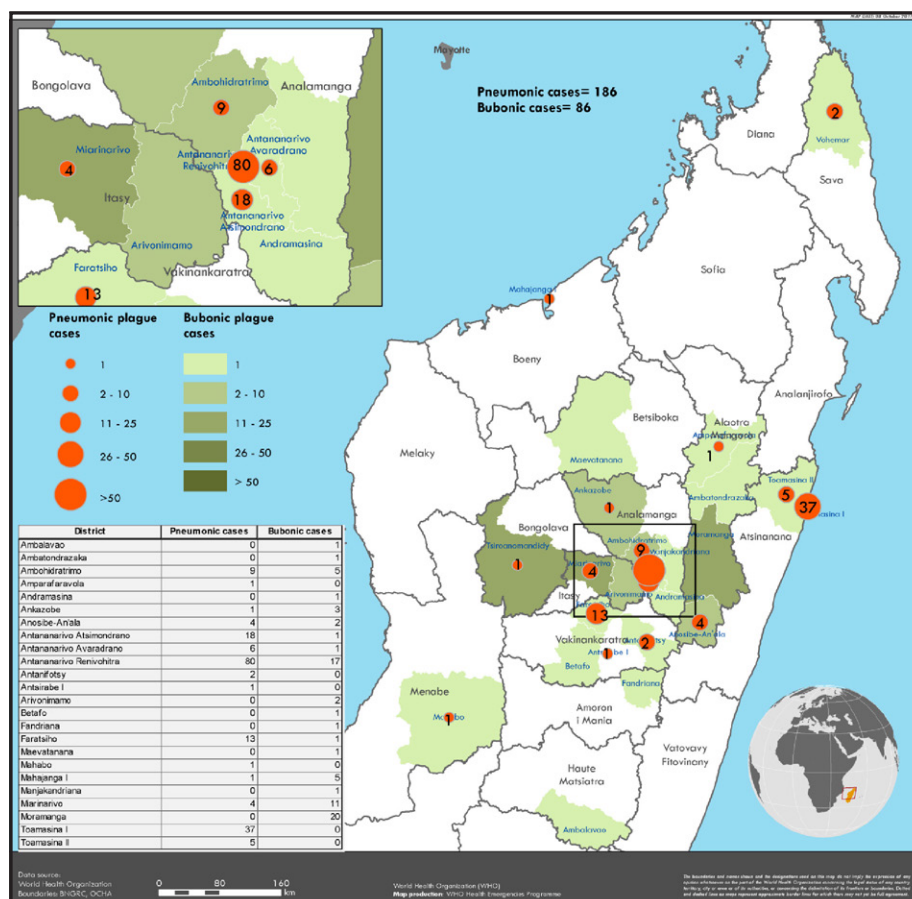 Mayotte
Pneumonic cases= 186
Bubonic cases= 86
Bongolava
Ambohidratrimo
Analamanga
9
Miarinarivo
Antananarivo
Avaradrano
4
80
6
Itasy
18
Antananarivo
Atsimondrano
Arivonimamo
Andramasina
Vakinankaratra
Faratsiho
13
Diana
2
Vohemar
Sava
Sofia
Mahajanga I
1
Boeny
Analanjirofo
Betsiboka
Alaotra
1
Melaky
Maevatanana
Toamasina II
5
37
Ambatondrazaka
Atsinanana
Ankazobe
1
Analamanga
Bongolava
Tsiroanomandidy
1
Ambohidratrimo
9
Manjakandriana
Moramanga
4
Arivonimamo
Andramasina
Itasy
13
4
Anosibe-An'ala
Vakinankaratra
2
1
Betafo
Fandriana
Menabe
1
Amoron
i Mania
Vatovavy
Fitovinany
Haute
Matsiatra
Ambalavao
Pneumonic plague
cases
1
2 - 10
11 - 25
26 - 50
>50
Bubonic plague
cases
1
2 - 10
11 - 25
26 - 50
> 50
District Pneumonic cases Bubonic cases
Ambalavao 0 1
Ambatondrazaka 0 1
Ambohidratrimo 9 5
Amparafaravola 1 0
Andramasina 0 1
Ankazobe 1 3
Anosibe-An'ala 4 2
Antananarivo Atsimondrano 18 1
Antananarivo Avaradrano 6 1
Antananarivo Renivohitra 80 17
Antanifotsy 2 0
Antsirabe I 1 0
Arivonimamo 0 2
Betafo 0 1
Fandriana 0 1
Faratsiho 13 1
Maevatanana 0 1
Mahabo 1 0
Mahajanga I 1 5
Manjakandriana 0 1
Miarinarivo 4 11
Moramanga 0 20
Toamasina I 37 0
Toamasina II 5 0
Data source:
World Health Organization
Boundaries: BNGRC, OCHA
0 80 160
km
World Health Organization (WHO)
Map production: WHO Health Emergencies Programme